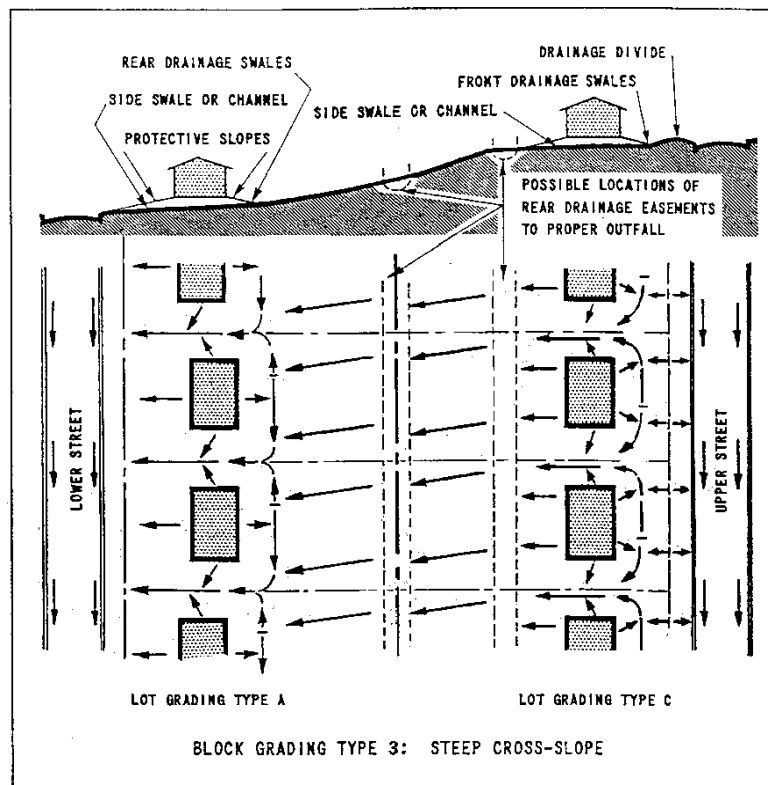 DRAINAGE DIVIDE
REAR DRAINAGE SWALES
FRONT DRAINAGE SWALES
SIDE SWALE OR CHANNEL
SIDE SWALE OR CHANNEL
PROTECTIVE SLOPES
POSSIBLE LOCATIONS OF
REAR DRAINAGE EASEMENTS
TO PROPER OUTFALL
LOWER STREET
UPPER STREET
LOT GRADING TYPE A
LOT GRADING TYPE C
BLOCK GRADING TYPE 3: STEEP CROSS-SLOPE